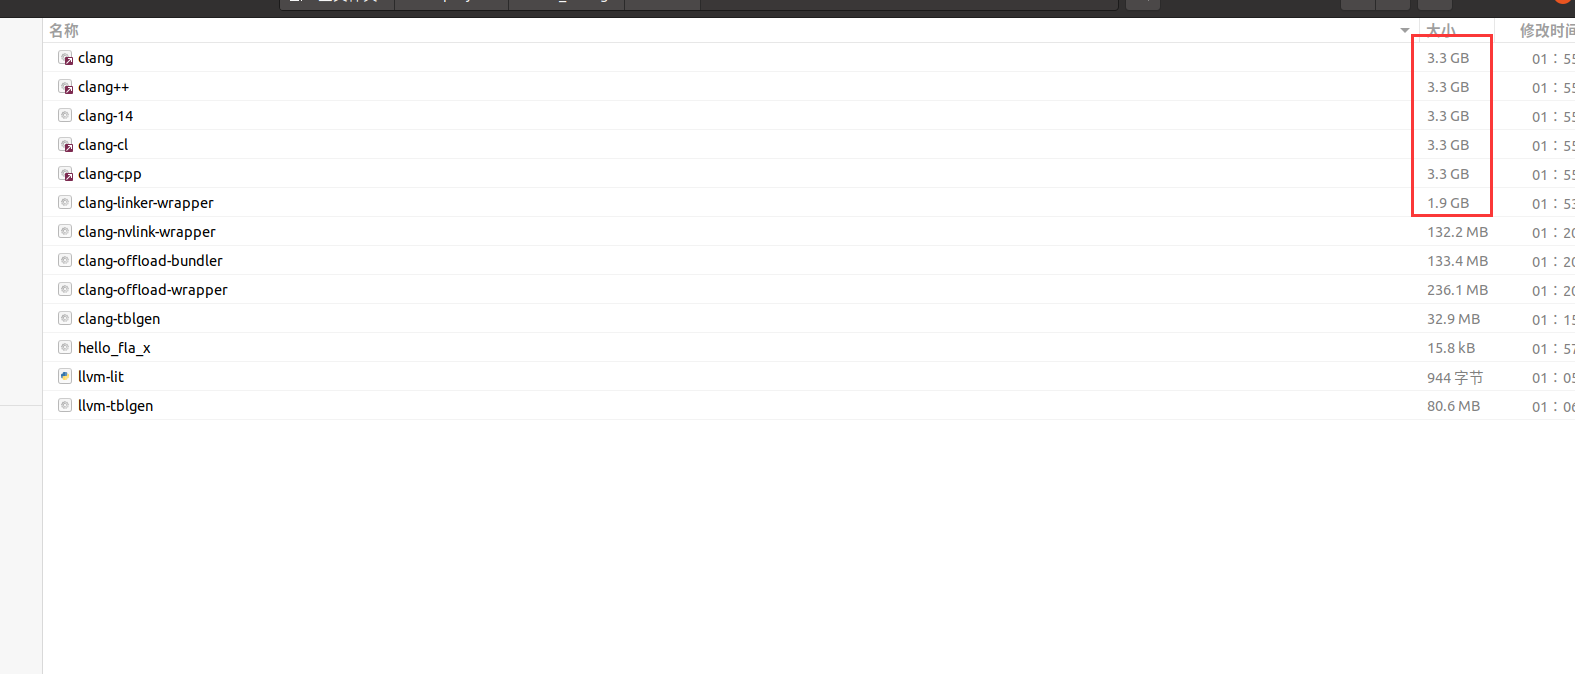 名称 大小 修改时间
clang 3.3 GB 01：55
clang++ 3.3 GB 01：55
clang-14 3.3 GB 01：55
clang-cl 3.3 GB 01：55
clang-cpp 3.3 GB 01：55
clang-linker-wrapper 1.9 GB 01：53
clang-nvlink-wrapper 132.2 MB 01：20
clang-offload-bundler 133.4 MB 01：20
clang-offload-wrapper 236.1 MB 01：20
clang-tblgen 32.9 MB 01：15
hello_fla_x 15.8 kB 01：57
llvm-lit 944 字节 01：05
llvm-tblgen 80.6 MB 01：06